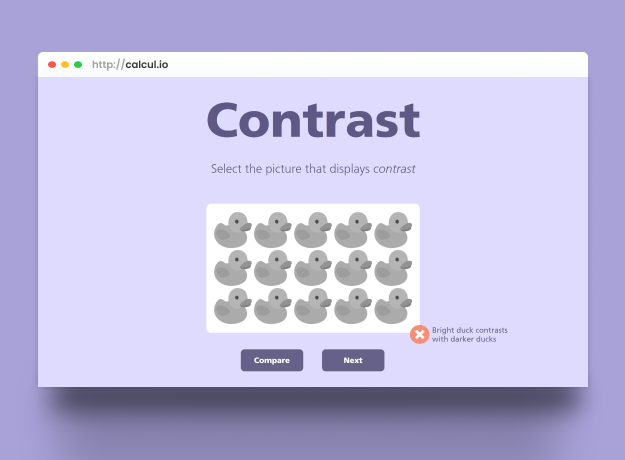 http://calcul.io
Contrast
Select the picture that displays contrast
Bright duck contrasts
with darker ducks
Compare
Next